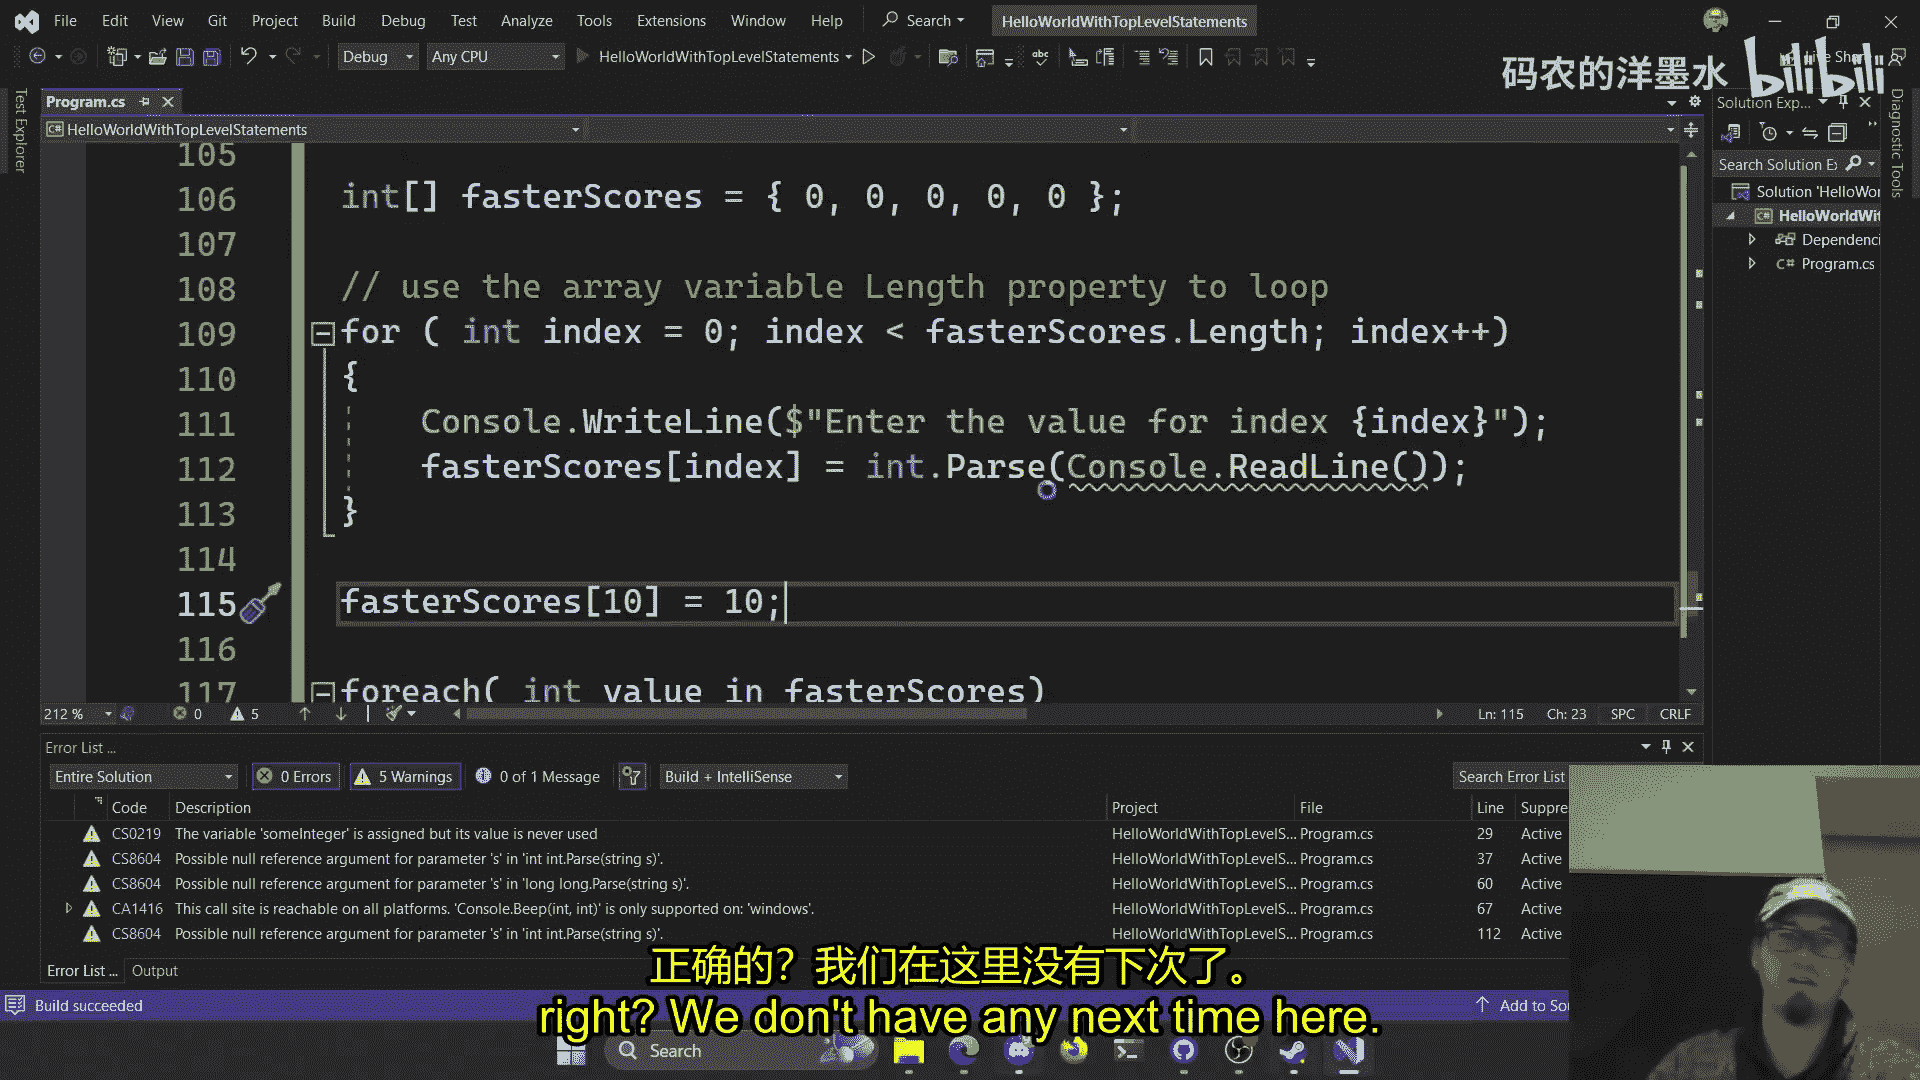 File Edit View Git Project Build Debug Test Analyze Tools Extensions Window Help Search HelloWorldWithTopLevelStatements
Debug Any CPU HelloWorldWithTopLevelStatements
码农的洋墨水 bilibili
Test Explorer
Program.cs
HelloWorldWithTopLevelStatements
105
106 int[] fasterScores = { 0, 0, 0, 0, 0 };
107
108 // use the array variable Length property to loop
109 for ( int index = 0; index < fasterScores.Length; index++)
110 {
111 Console.WriteLine($"Enter the value for index {index}");
112 fasterScores[index] = int.Parse(Console.ReadLine());
113 }
114
115 fasterScores[10] = 10;
116
117 foreach( int value in fasterScores)
212 % 0 5 Ln: 115 Ch: 23 SPC CRLF
Solution Exp...
Search Solution E
Solution 'HelloWor
HelloWorldWit
Dependenci
C# Program.cs
Diagnostic Tools
Error List ...
Entire Solution 0 Errors 5 Warnings 0 of 1 Message Build + IntelliSense Search Error List
Code Description Project File Line Suppre
CS0219 The variable 'someInteger' is assigned but its value is never used HelloWorldWithTopLevelS... Program.cs 29 Active
CS8604 Possible null reference argument for parameter 's' in 'int int.Parse(string s)'. HelloWorldWithTopLevelS... Program.cs 37 Active
CS8604 Possible null reference argument for parameter 's' in 'long long.Parse(string s)'. HelloWorldWithTopLevelS... Program.cs 60 Active
CA1416 This call site is reachable on all platforms. 'Console.Beep(int, int)' is only supported on: 'windows'. HelloWorldWithTopLevelS... Program.cs 67 Active
CS8604 Possible null reference argument for parameter 's' in 'int int.Parse(string s)'. HelloWorldWithTopLevelS... Program.cs 112 Active
Error List ... Output
正确的？我们在这里没有下次了。
right? We don't have any next time here.
Build succeeded Add to So
Search